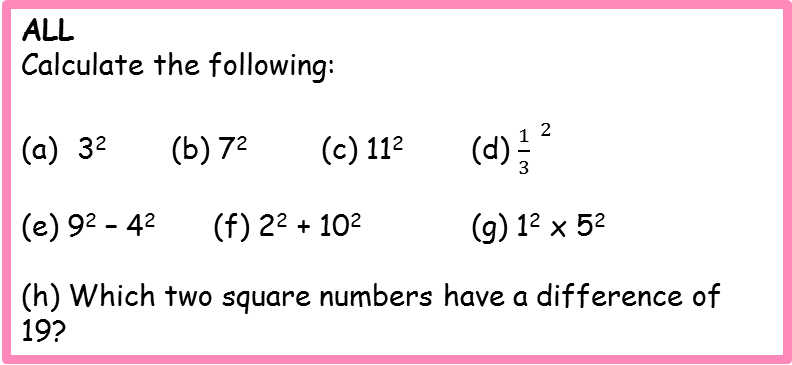 ALL
Calculate the following:
(a) 3² (b) 7² (c) 11² (d) 1/3 ²
(e) 9² – 4² (f) 2² + 10² (g) 1² x 5²
(h) Which two square numbers have a difference of
19?